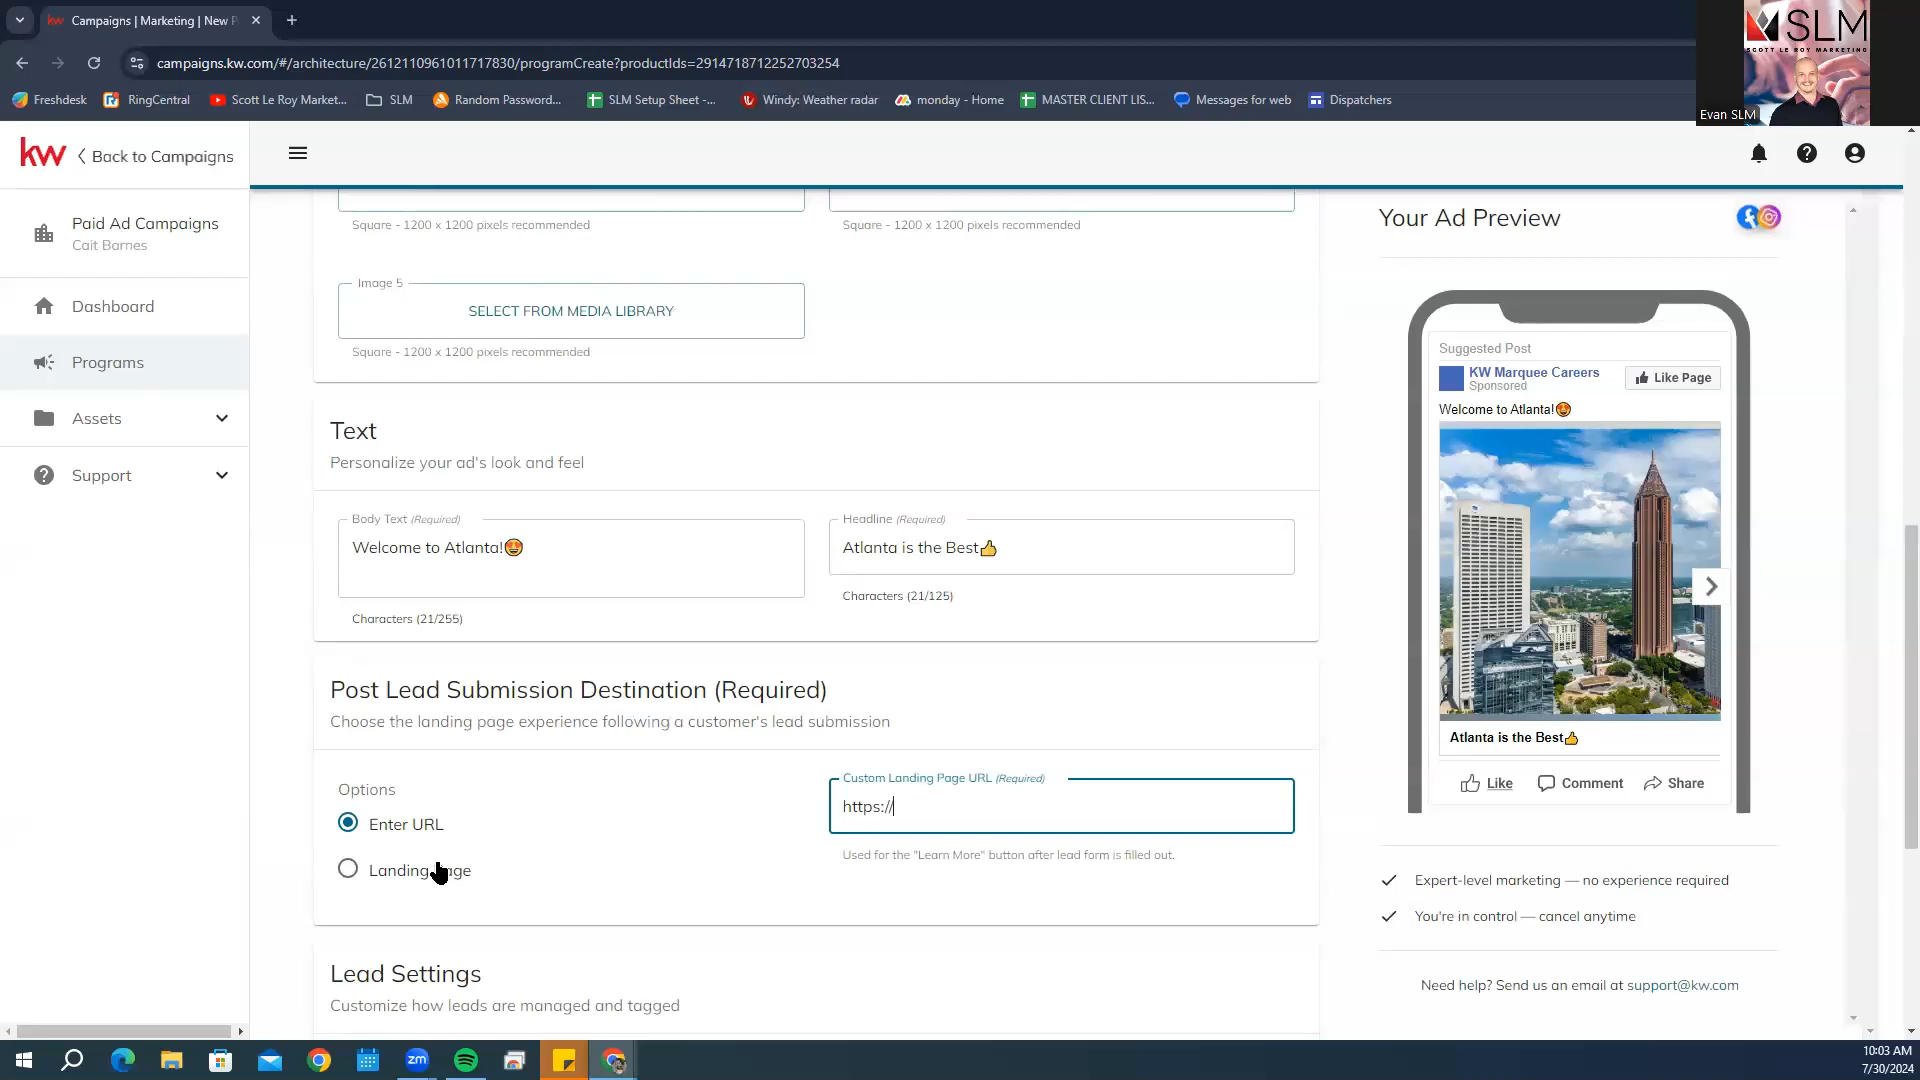 Campaigns | Marketing | New P
campaigns.kw.com/#/architecture/2612110961011717830/programCreate?productIds=2914718712252703254
Freshdesk
RingCentral
Scott Le Roy Market...
SLM
Random Password...
SLM Setup Sheet -...
Windy: Weather radar
monday - Home
MASTER CLIENT LIS...
Messages for web
Dispatchers
SLM
SCOTT LE ROY MARKETING
Evan SLM
kw
Back to Campaigns
Paid Ad Campaigns
Cait Barnes
Dashboard
Programs
Assets
Support
Square - 1200 x 1200 pixels recommended
Square - 1200 x 1200 pixels recommended
Image 5
SELECT FROM MEDIA LIBRARY
Square - 1200 x 1200 pixels recommended
Text
Personalize your ad's look and feel
Body Text (Required)
Welcome to Atlanta!😍
Characters (21/255)
Headline (Required)
Atlanta is the Best👍
Characters (21/125)
Post Lead Submission Destination (Required)
Choose the landing page experience following a customer's lead submission
Options
Enter URL
Landing Page
Custom Landing Page URL (Required)
https://
Used for the "Learn More" button after lead form is filled out.
Lead Settings
Customize how leads are managed and tagged
Your Ad Preview
Suggested Post
KW Marquee Careers
Sponsored
Like Page
Welcome to Atlanta!😍
Atlanta is the Best👍
Like
Comment
Share
Expert-level marketing — no experience required
You're in control — cancel anytime
Need help? Send us an email at support@kw.com
zm
10:03 AM
7/30/2024